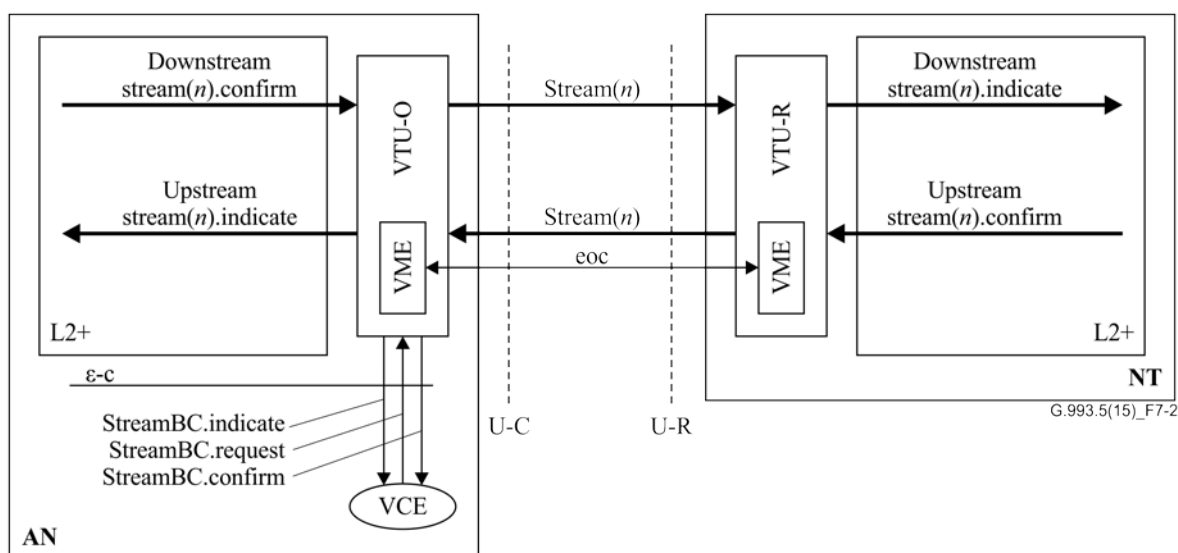 Downstream
stream(n).confirm
Upstream
stream(n).indicate
L2+
VTU-O
VME
Stream(n)
Stream(n)
eoc
VTU-R
VME
Downstream
stream(n).indicate
Upstream
stream(n).confirm
L2+
NT
G.993.5(15)_F7-2
ε-c
StreamBC.indicate
StreamBC.request
StreamBC.confirm
U-C
U-R
VCE
AN